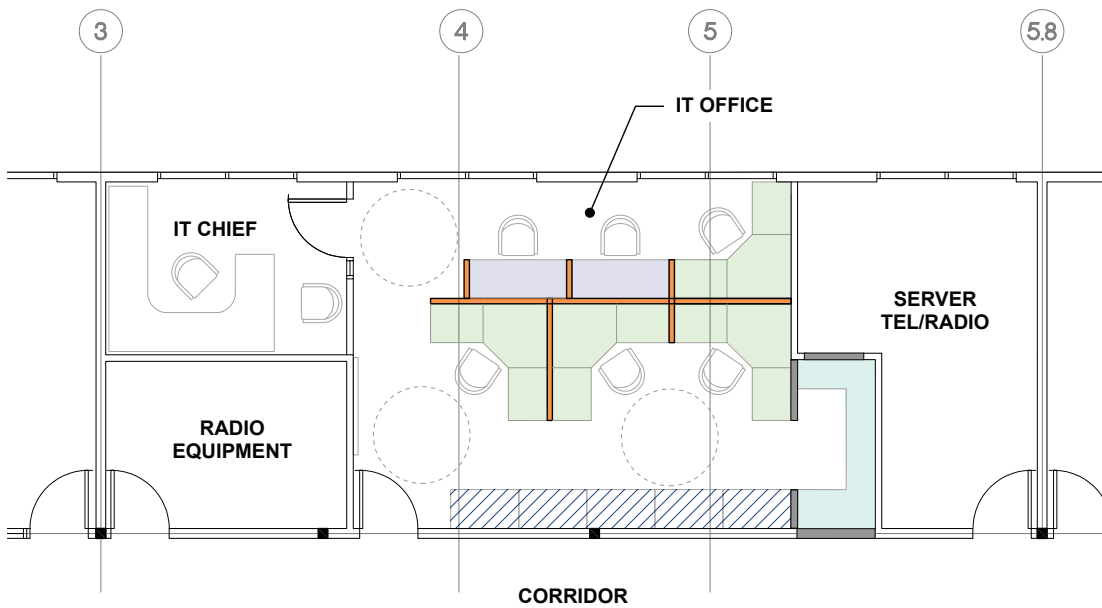 3
4
5
5.8
IT OFFICE
IT CHIEF
SERVER
TEL/RADIO
RADIO
EQUIPMENT
CORRIDOR